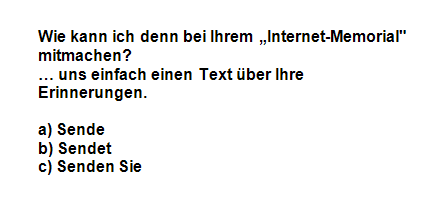 Wie kann ich denn bei Ihrem „Internet-Memorial"
mitmachen?
… uns einfach einen Text über Ihre
Erinnerungen.
a) Sende
b) Sendet
c) Senden Sie